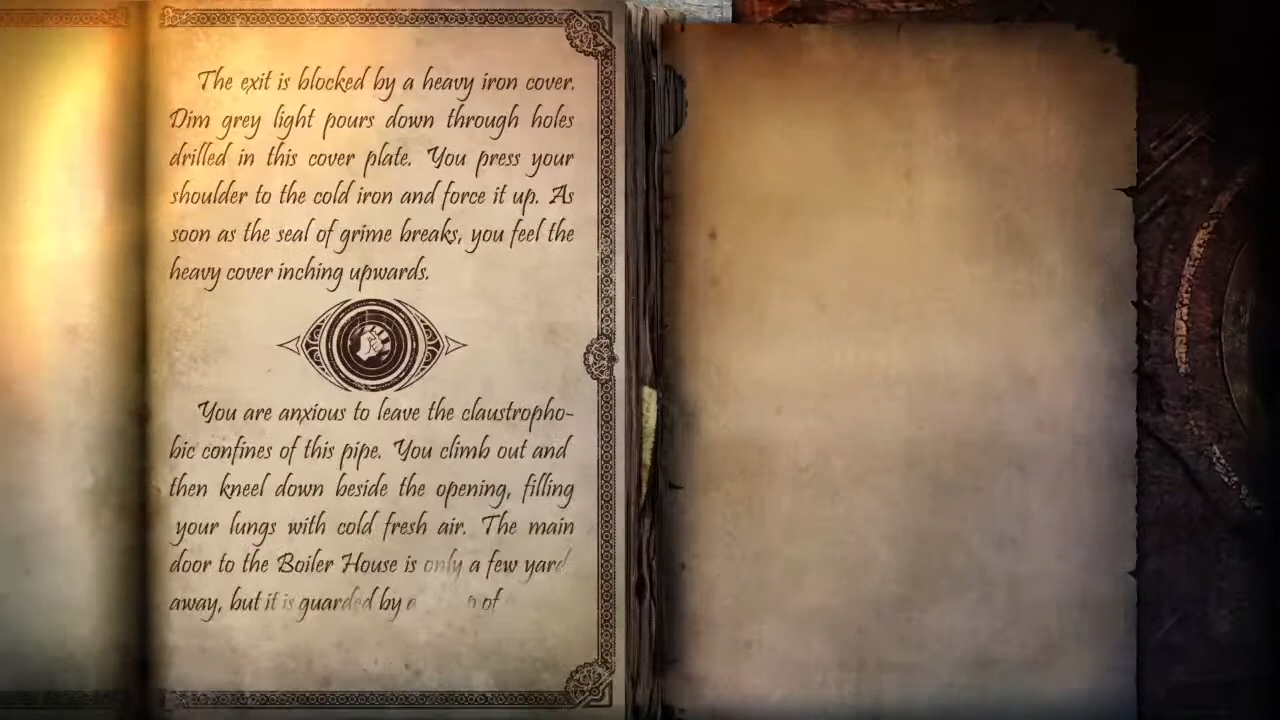 The exit is blocked by a heavy iron cover.
Dim grey light pours down through holes
drilled in this cover plate. You press your
shoulder to the cold iron and force it up. As
soon as the seal of grime breaks, you feel the
heavy cover inching upwards.
You are anxious to leave the claustropho-
bic confines of this pipe. You climb out and
then kneel down beside the opening, filling
your lungs with cold fresh air. The main
door to the Boiler House is only a few yard
away, but it is guarded by a of